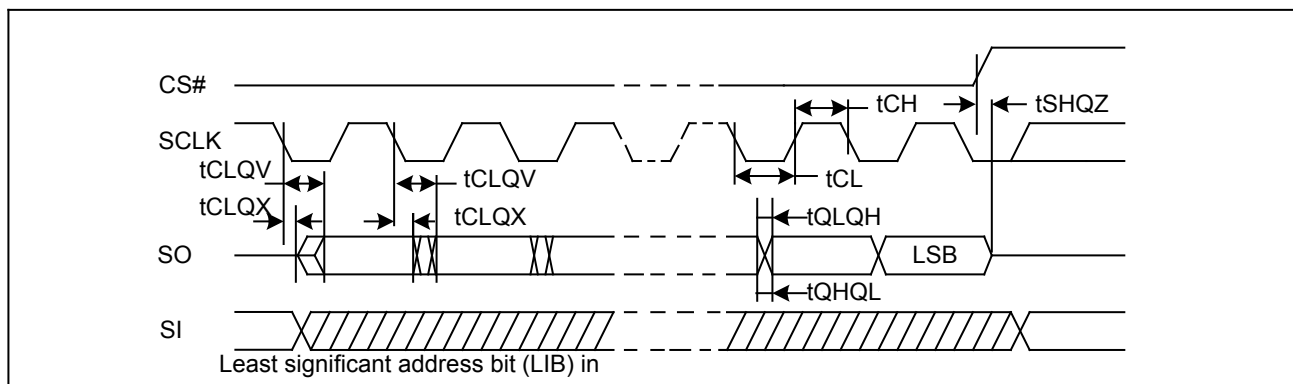 CS#
tCH
tSHQZ
SCLK
tCLQV
tCLQV
tCL
tCLQX
tCLQX
tQLQH
SO
LSB
tQHQL
SI
Least significant address bit (LIB) in